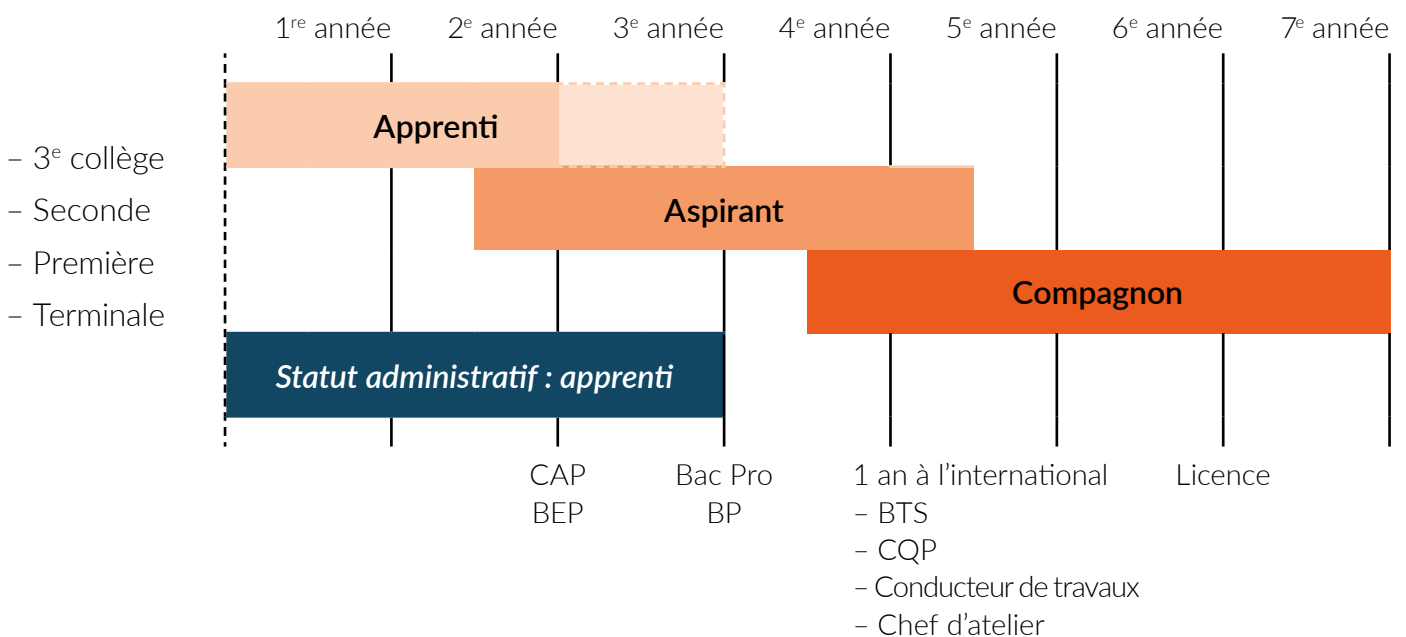 1re année 2e année 3e année 4e année 5e année 6e année 7e année
Apprenti
– 3e collège
– Seconde
– Première
– Terminale
Aspirant
Compagnon
Statut administratif : apprenti
CAP
BEP
Bac Pro
BP
1 an à l’international
– BTS
– CQP
– Conducteur de travaux
– Chef d’atelier
Licence